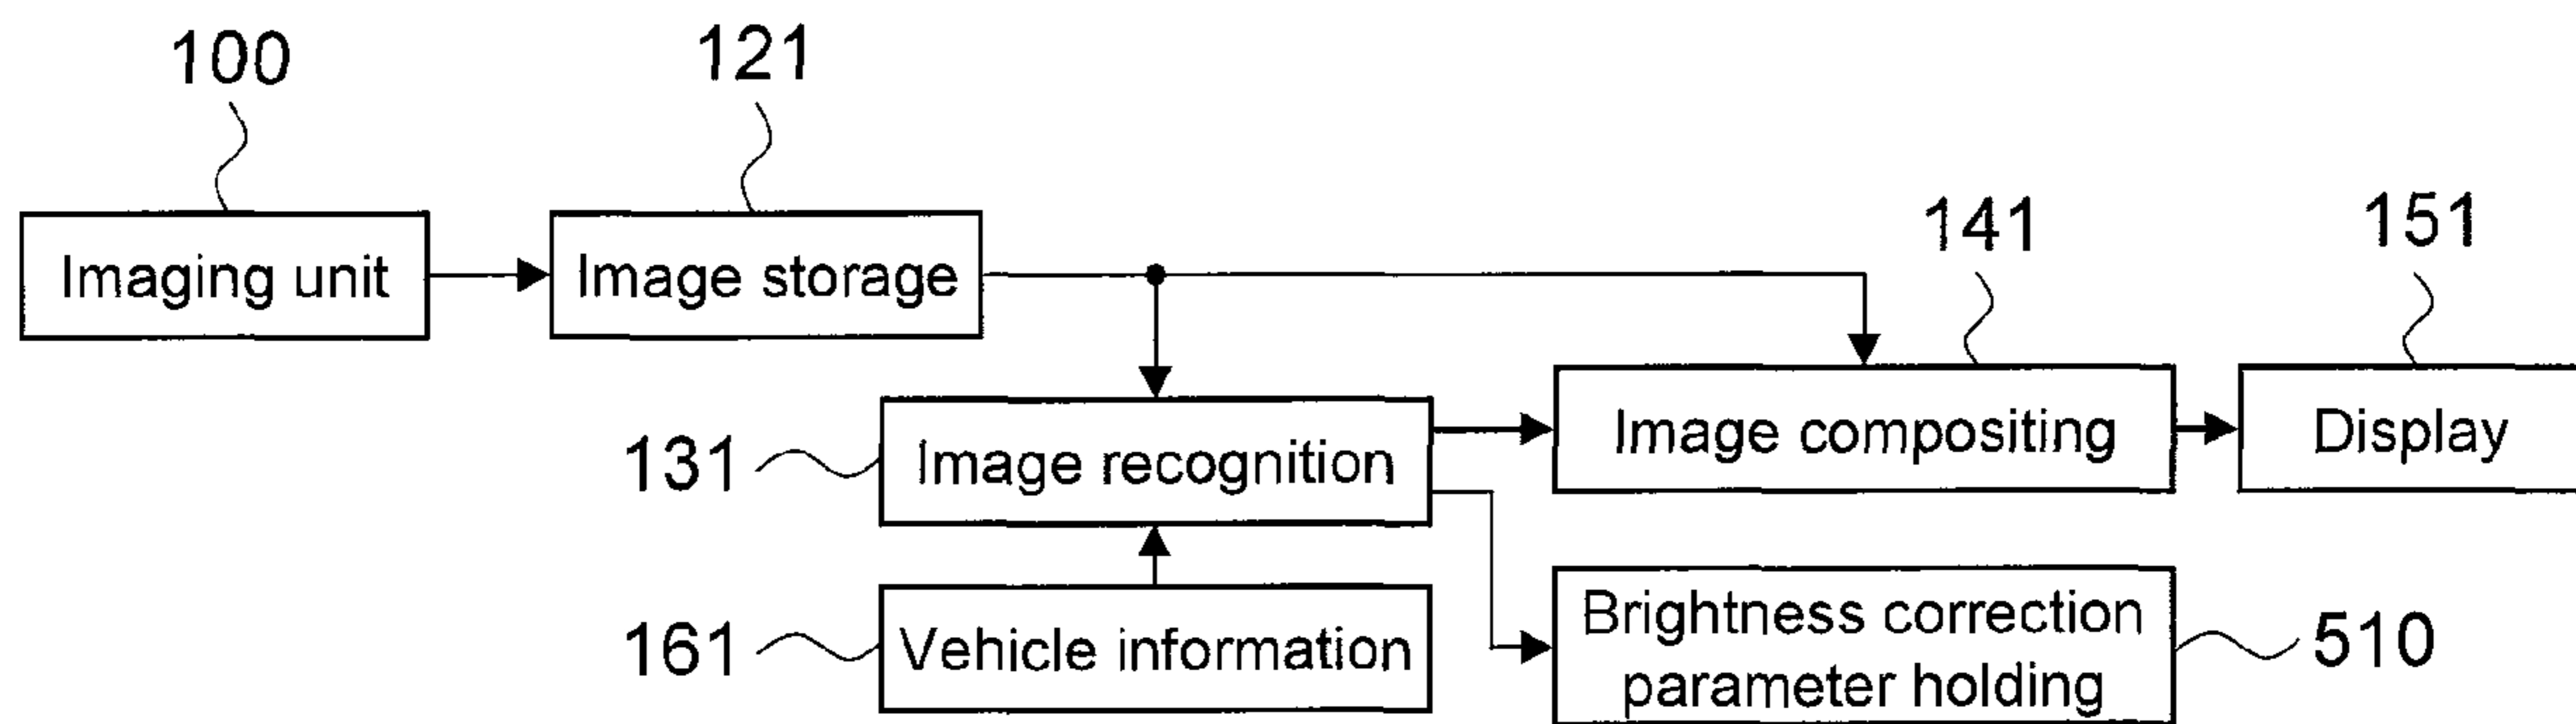 100
121
141
151
Imaging unit
Image storage
131
Image recognition
Image compositing
Display
161
Vehicle information
Brightness correction
parameter holding
510